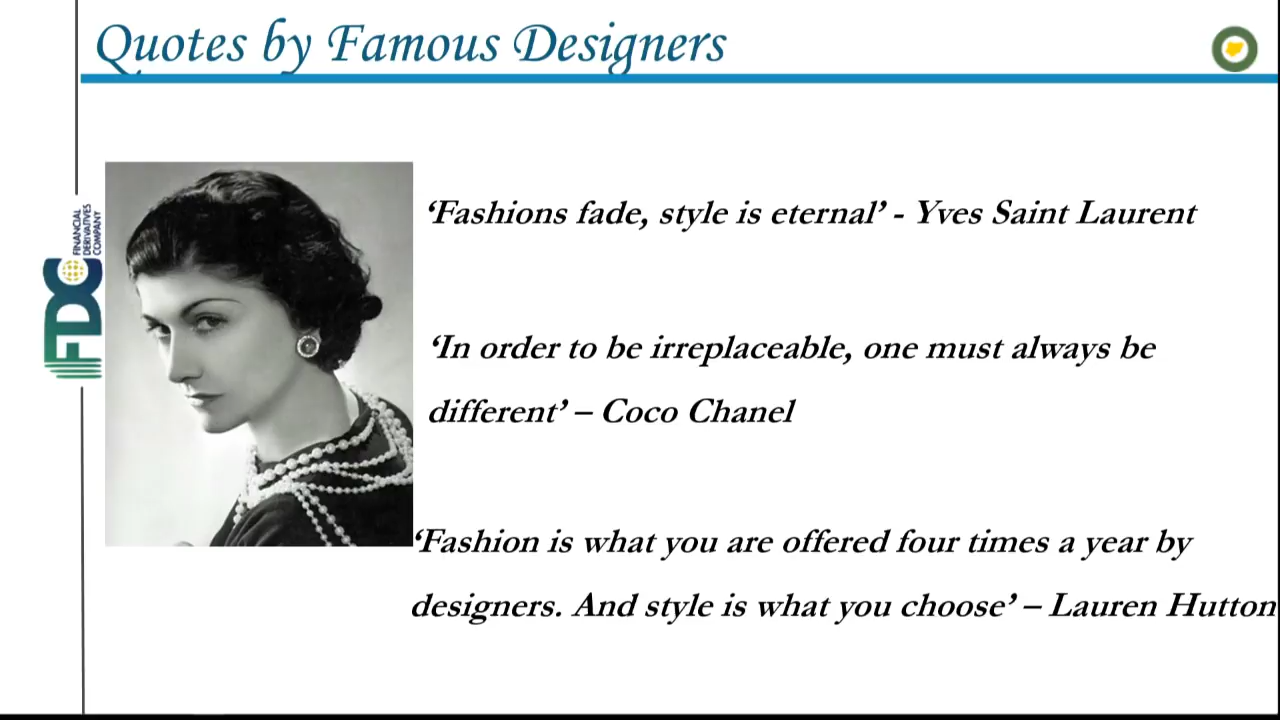 Quotes by Famous Designers
FINANCIAL
DERIVATIVES
COMPANY
FDC
‘Fashions fade, style is eternal’ - Yves Saint Laurent
‘In order to be irreplaceable, one must always be
different’ – Coco Chanel
‘Fashion is what you are offered four times a year by
designers. And style is what you choose’ – Lauren Hutton